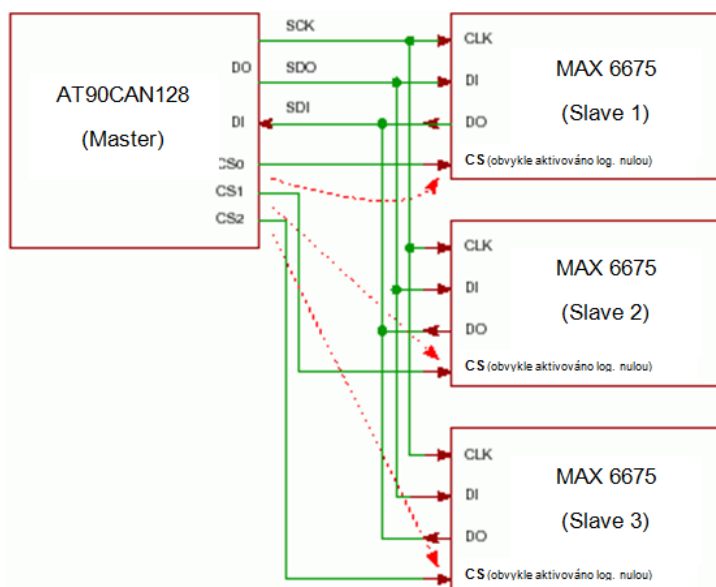 SCK
CLK
DO
SDO
DI
MAX 6675
AT90CAN128
(Slave 1)
(Master)
DI
SDI
DO
CS0
CS (obvykle aktivováno log. nulou)
CS1
CS2
CLK
DI
MAX 6675
(Slave 2)
DO
CS (obvykle aktivováno log. nulou)
CLK
DI
MAX 6675
(Slave 3)
DO
CS (obvykle aktivováno log. nulou)